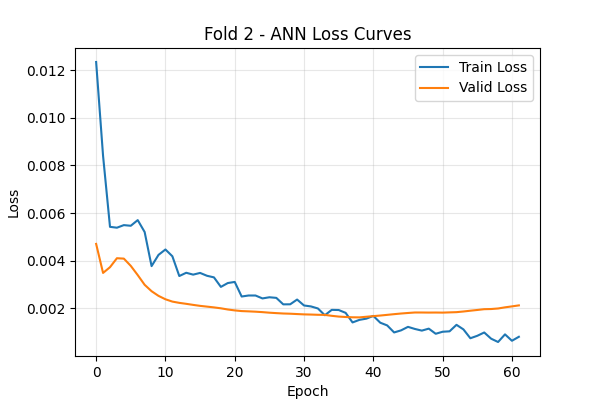 Fold 2 - ANN Loss Curves
Train Loss
Valid Loss
0.012
0.010
0.008
0.006
0.004
0.002
Loss
0 10 20 30 40 50 60
Epoch